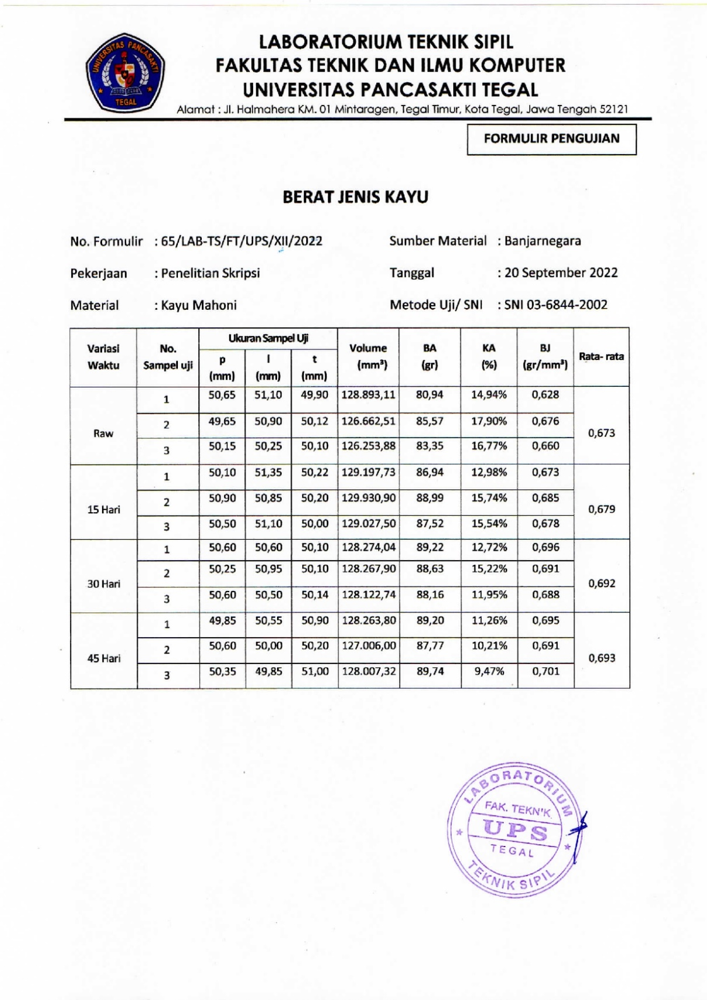 UNIVERSITAS PANCASAKTI
TEGAL
LABORATORIUM TEKNIK SIPIL
FAKULTAS TEKNIK DAN ILMU KOMPUTER
UNIVERSITAS PANCASAKTI TEGAL
Alamat : Jl. Halmahera KM. 01 Mintaragen, Tegal Timur, Kota Tegal, Jawa Tengah 52121
FORMULIR PENGUJIAN
BERAT JENIS KAYU
No. Formulir : 65/LAB-TS/FT/UPS/XII/2022 Sumber Material : Banjarnegara
Pekerjaan : Penelitian Skripsi Tanggal : 20 September 2022
Material : Kayu Mahoni Metode Uji/ SNI : SNI 03-6844-2002
Variasi Waktu No. Sampel uji Ukuran Sampel Uji Volume (mm³) BA (gr) KA (%) BJ (gr/mm³) Rata- rata
p (mm) l (mm) t (mm)
Raw 1 50,65 51,10 49,90 128.893,11 80,94 14,94% 0,628 0,673
2 49,65 50,90 50,12 126.662,51 85,57 17,90% 0,676
3 50,15 50,25 50,10 126.253,88 83,35 16,77% 0,660
15 Hari 1 50,10 51,35 50,22 129.197,73 86,94 12,98% 0,673 0,679
2 50,90 50,85 50,20 129.930,90 88,99 15,74% 0,685
3 50,50 51,10 50,00 129.027,50 87,52 15,54% 0,678
30 Hari 1 50,60 50,60 50,10 128.274,04 89,22 12,72% 0,696 0,692
2 50,25 50,95 50,10 128.267,90 88,63 15,22% 0,691
3 50,60 50,50 50,14 128.122,74 88,16 11,95% 0,688
45 Hari 1 49,85 50,55 50,90 128.263,80 89,20 11,26% 0,695 0,693
2 50,60 50,00 50,20 127.006,00 87,77 10,21% 0,691
3 50,35 49,85 51,00 128.007,32 89,74 9,47% 0,701
LABORATORIUM
FAK. TEKN'K
UPS
TEGAL
TEKNIK SIPIL